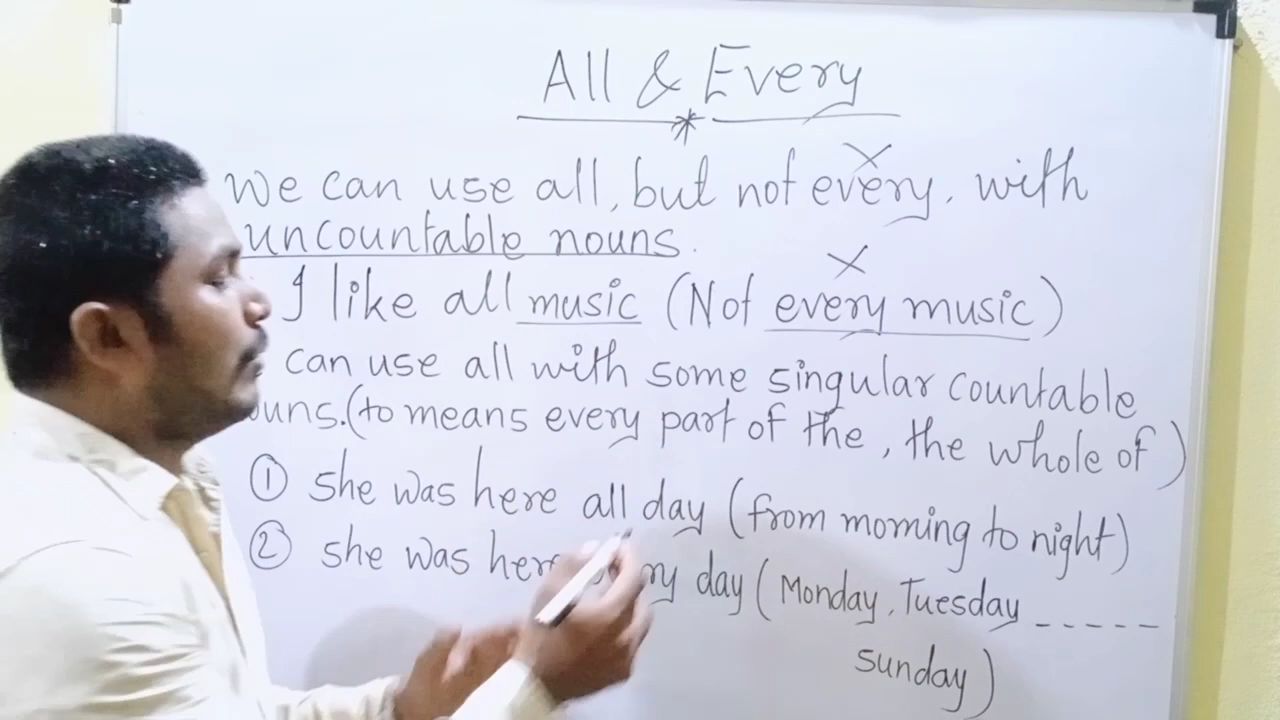 All & Every
We can use all, but not every, with
uncountable nouns.
I like all music (Not every music)
can use all with some singular countable
ouns.(to means every part of the, the whole of)
① she was here all day (from morning to night)
② she was here ry day (Monday, Tuesday -----
sunday)